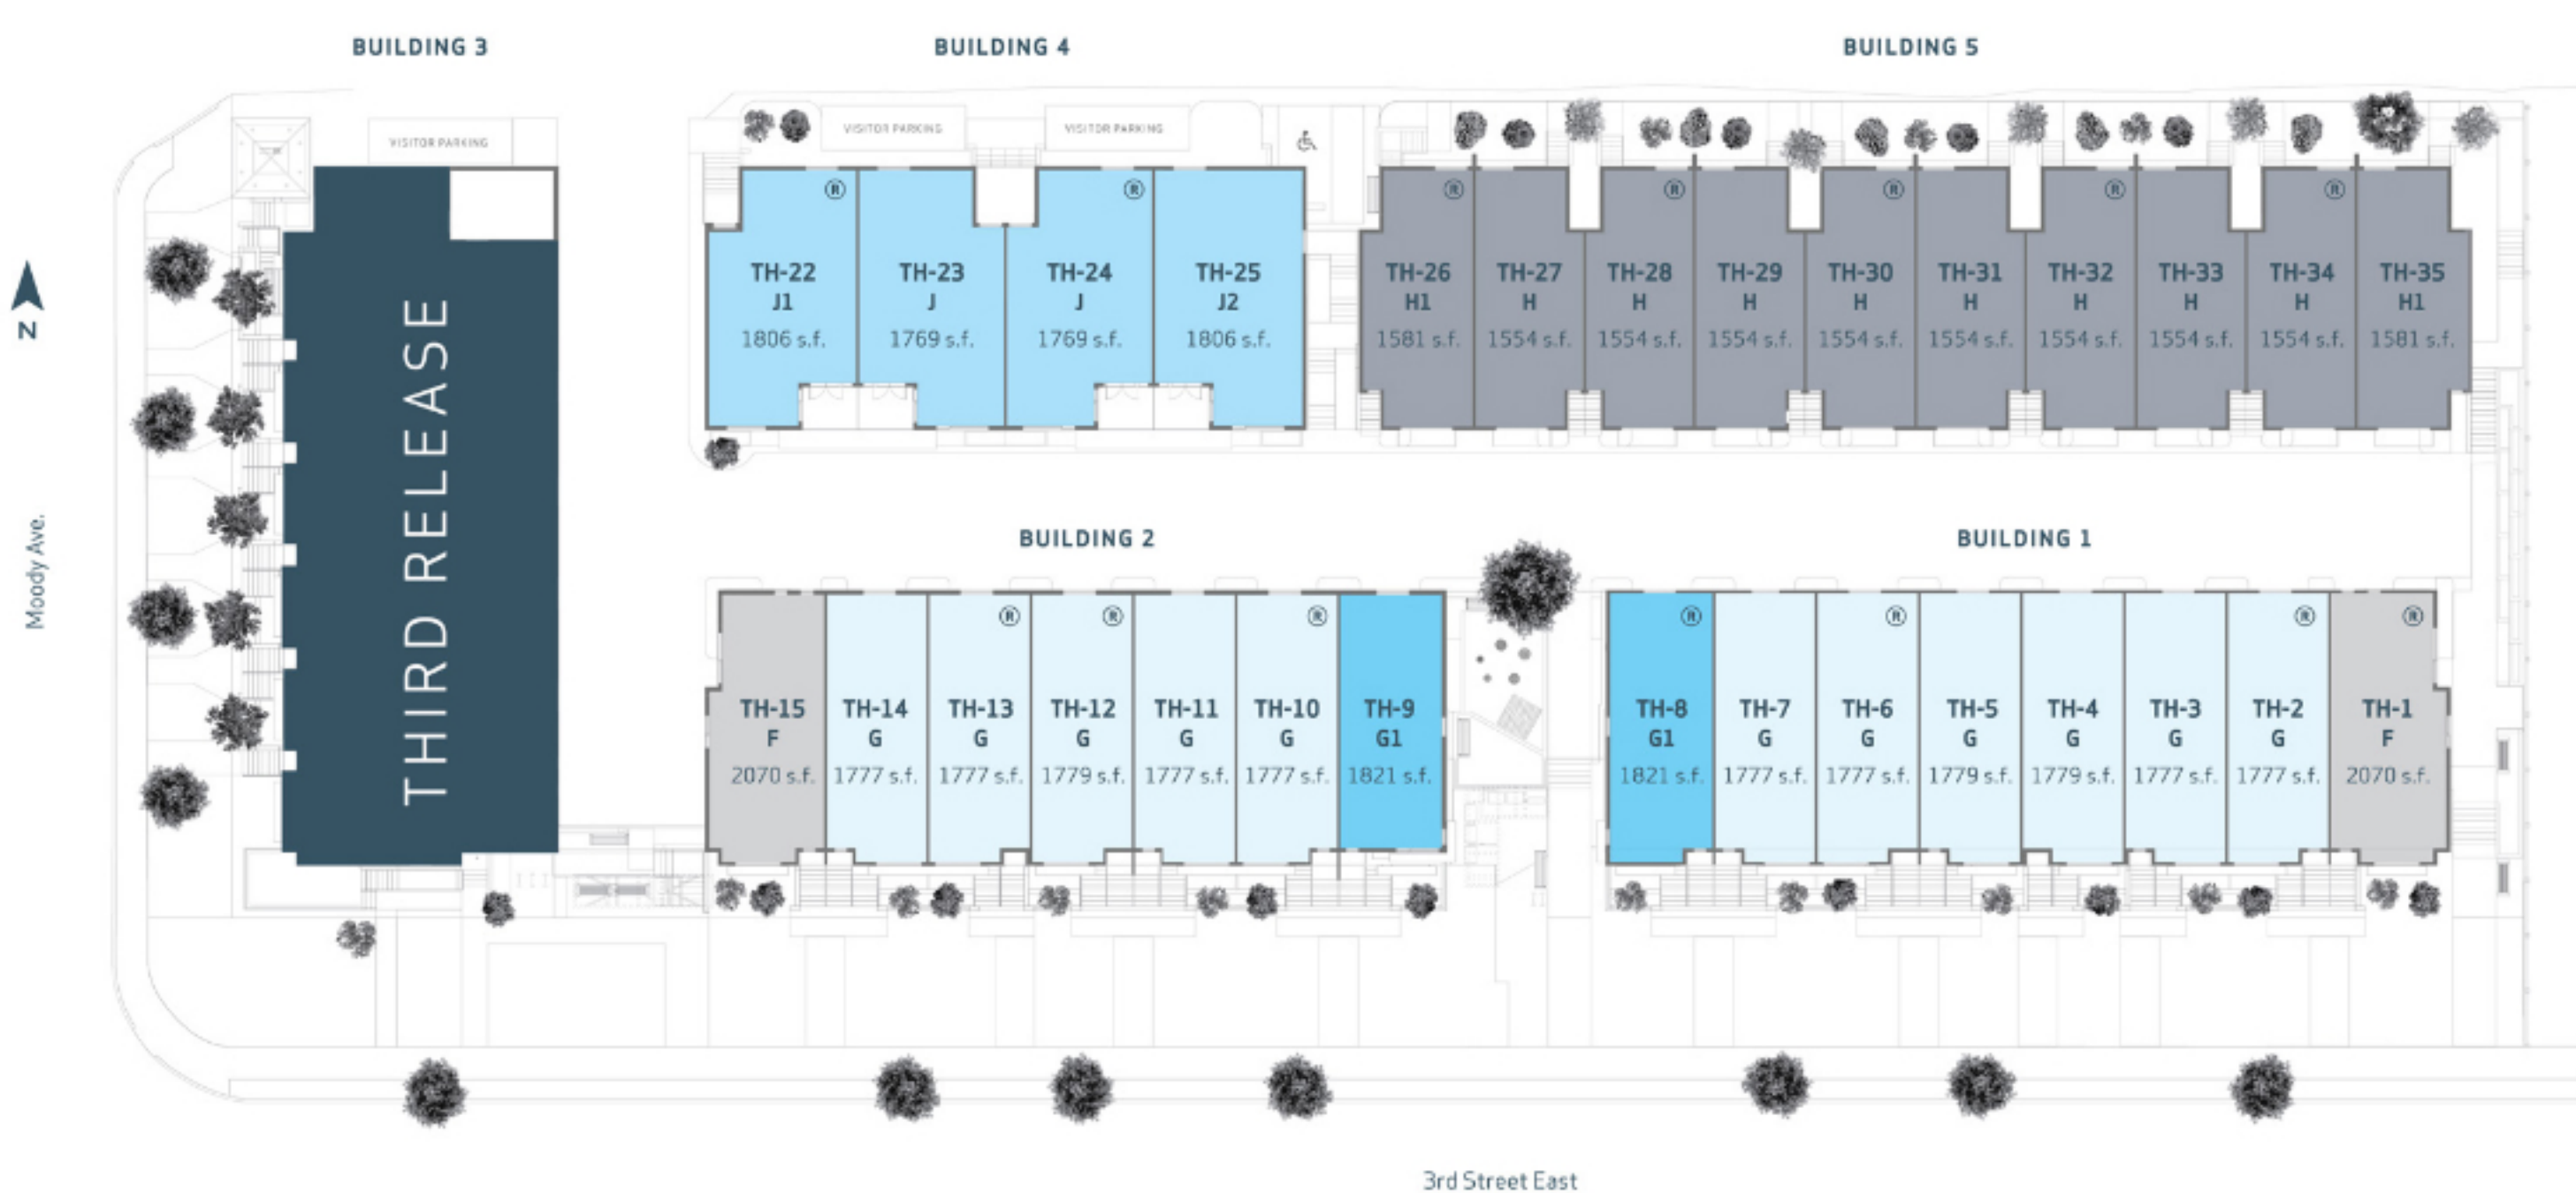 BUILDING 3
BUILDING 4
BUILDING 5
VISITOR PARKING
VISITOR PARKING
VISITOR PARKING
® ® ® ® ® ® ®
TH-22 TH-23 TH-24 TH-25 TH-26 TH-27 TH-28 TH-29 TH-30 TH-31 TH-32 TH-33 TH-34 TH-35
J1 J J J2 H1 H H H H H H H H H1
1806 s.f. 1769 s.f. 1769 s.f. 1806 s.f. 1581 s.f. 1554 s.f. 1554 s.f. 1554 s.f. 1554 s.f. 1554 s.f. 1554 s.f. 1554 s.f. 1554 s.f. 1581 s.f.
N
THIRD RELEASE
Moody Ave.
BUILDING 2
BUILDING 1
® ® ® ® ® ® ®
TH-15 TH-14 TH-13 TH-12 TH-11 TH-10 TH-9 TH-8 TH-7 TH-6 TH-5 TH-4 TH-3 TH-2 TH-1
F G G G G G G1 G1 G G G G G G F
2070 s.f. 1777 s.f. 1777 s.f. 1779 s.f. 1777 s.f. 1777 s.f. 1821 s.f. 1821 s.f. 1777 s.f. 1777 s.f. 1779 s.f. 1779 s.f. 1777 s.f. 1777 s.f. 2070 s.f.
3rd Street East